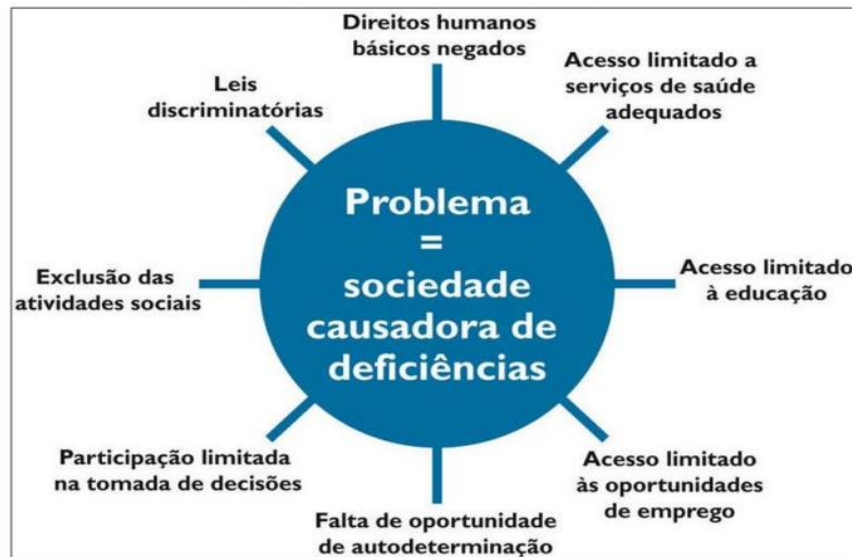 Direitos humanos
básicos negados
Acesso limitado a
serviços de saúde
adequados
Acesso limitado
à educação
Acesso limitado
às oportunidades
de emprego
Falta de oportunidade
de autodeterminação
Participação limitada
na tomada de decisões
Exclusão das
atividades sociais
Leis
discriminatórias
Problema
=
sociedade
causadora de
deficiências